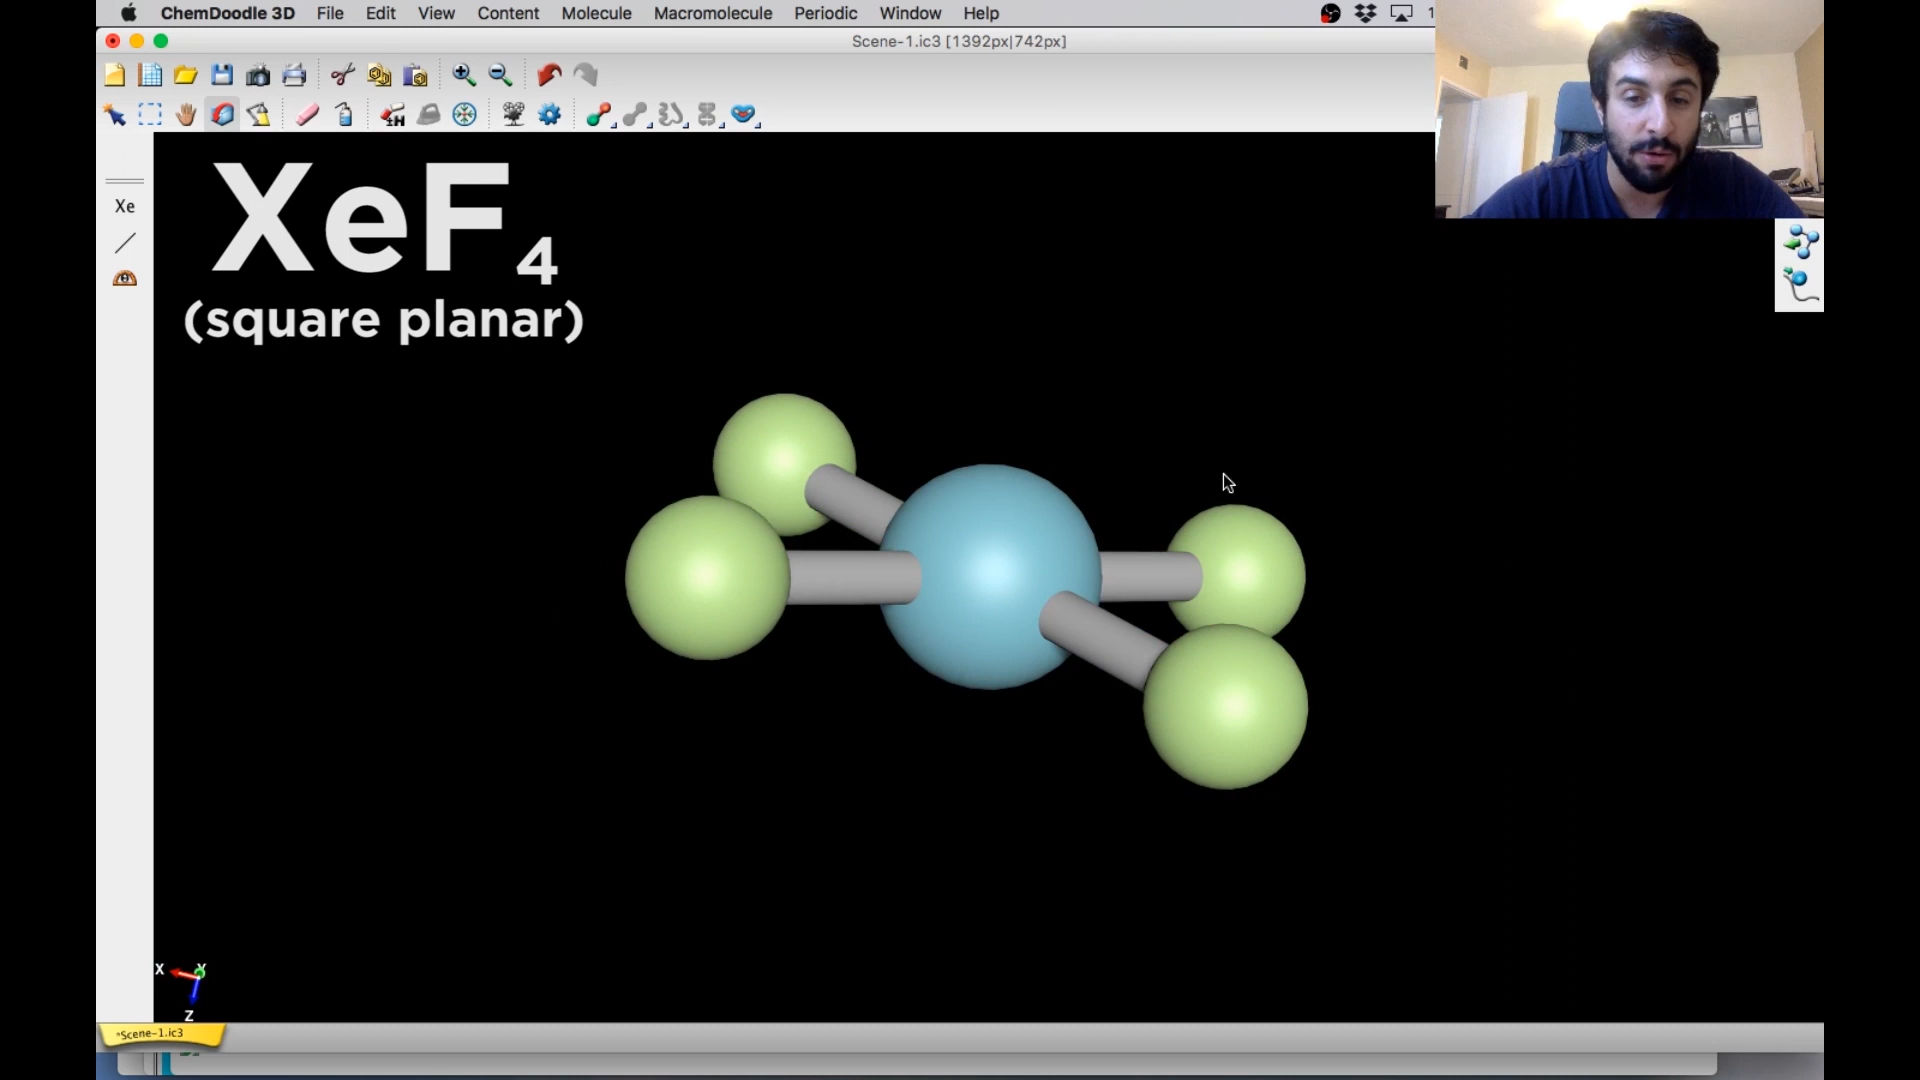 ChemDoodle 3D File Edit View Content Molecule Macromolecule Periodic Window Help
Scene-1.ic3 [1392px|742px]
H
Xe
XeF₄
(square planar)
X Y
Z
*Scene-1.ic3